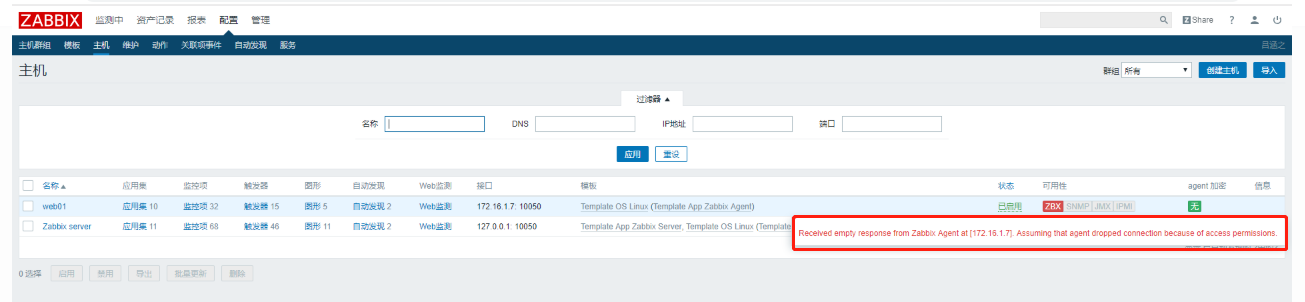 ZABBIX 监测中 资产记录 报表 配置 管理 Share ?
主机群组 模板 主机 维护 动作 关联项事件 自动发现 服务 吕涵之
主机 群组 所有 创建主机 导入
过滤器
名称 DNS IP地址 端口
应用 重设
名称 应用集 监控项 触发器 图形 自动发现 Web监测 接口 模板 状态 可用性 agent 加密 信息
web01 应用集 10 监控项 32 触发器 15 图形 5 自动发现 2 Web监测 172.16.1.7: 10050 Template OS Linux (Template App Zabbix Agent) 已启用 ZBX SNMP JMX IPMI 无
Zabbix server 应用集 11 监控项 68 触发器 46 图形 11 自动发现 2 Web监测 127.0.0.1: 10050 Template App Zabbix Server, Template OS Linux (Template
Received empty response from Zabbix Agent at [172.16.1.7]. Assuming that agent dropped connection because of access permissions.
0 选择 启用 禁用 导出 批量更新 删除